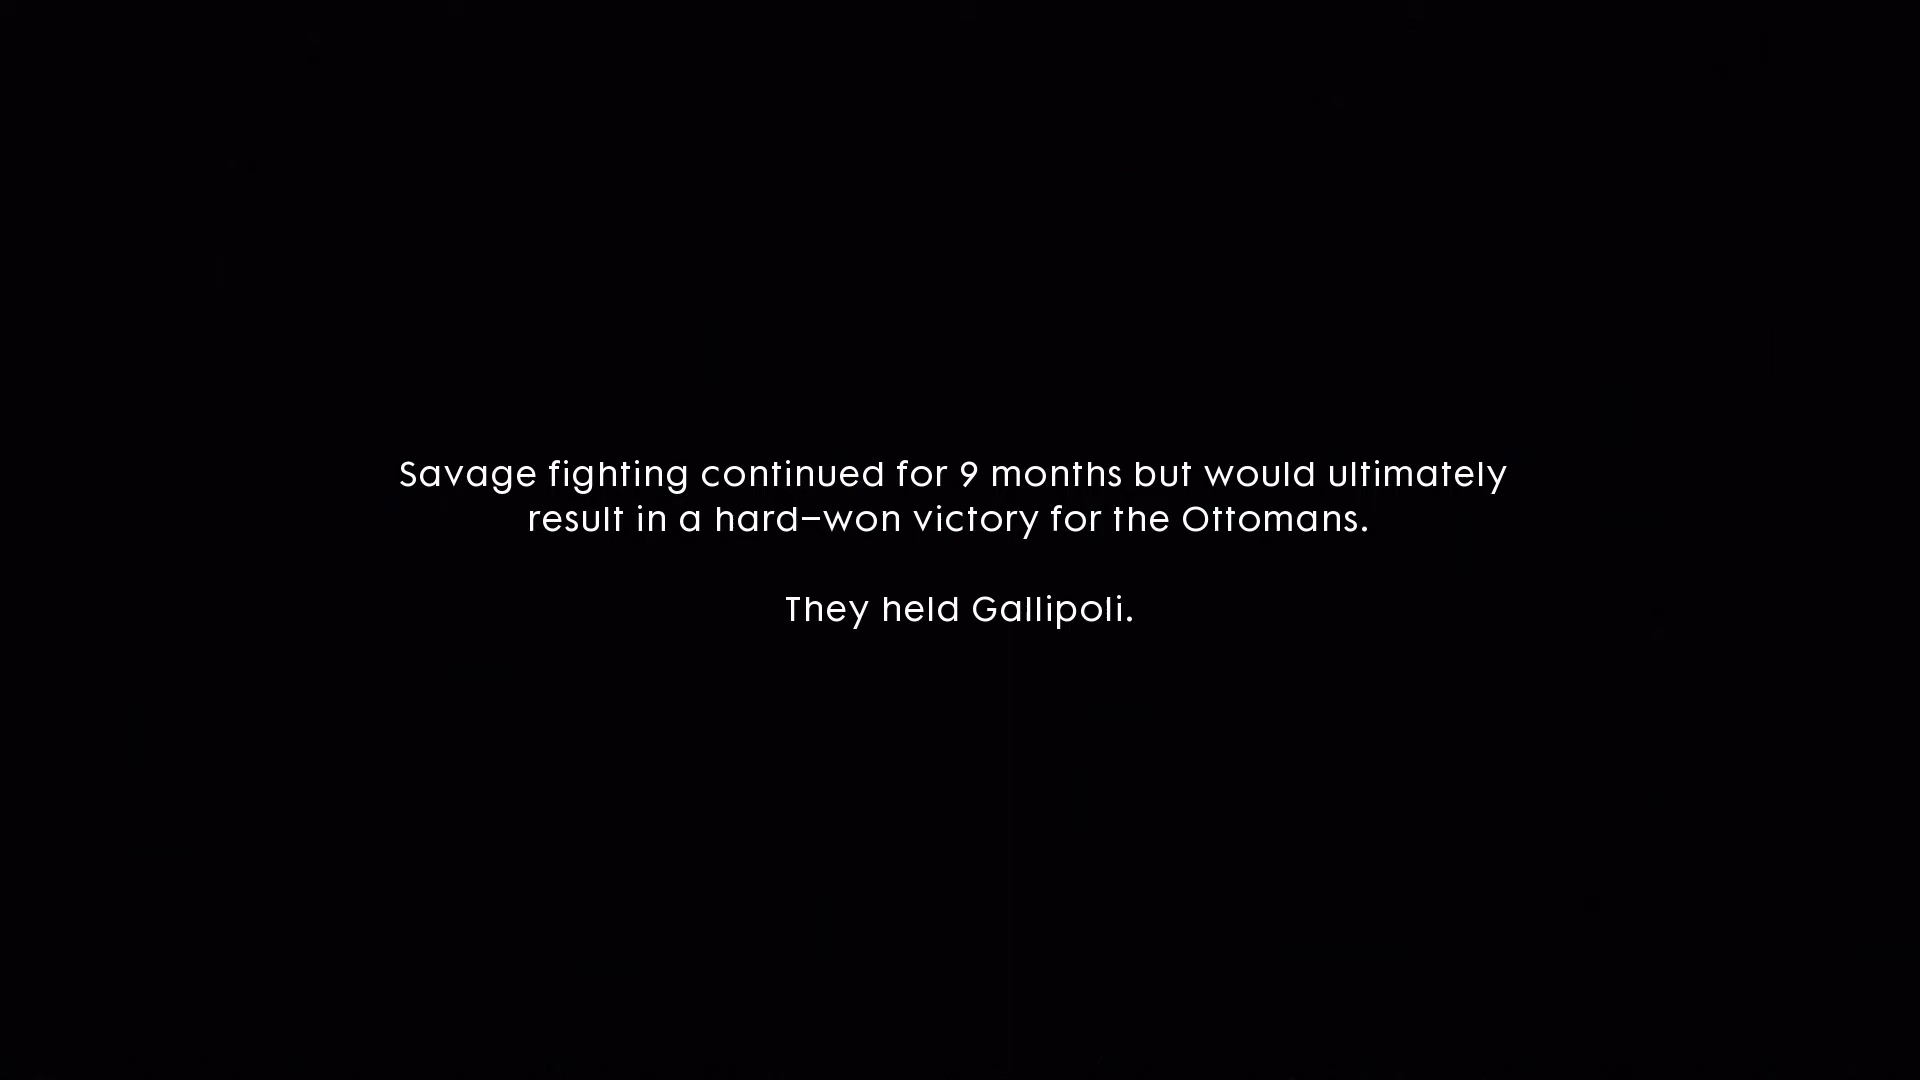 Savage fighting continued for 9 months but would ultimately
result in a hard–won victory for the Ottomans.
They held Gallipoli.